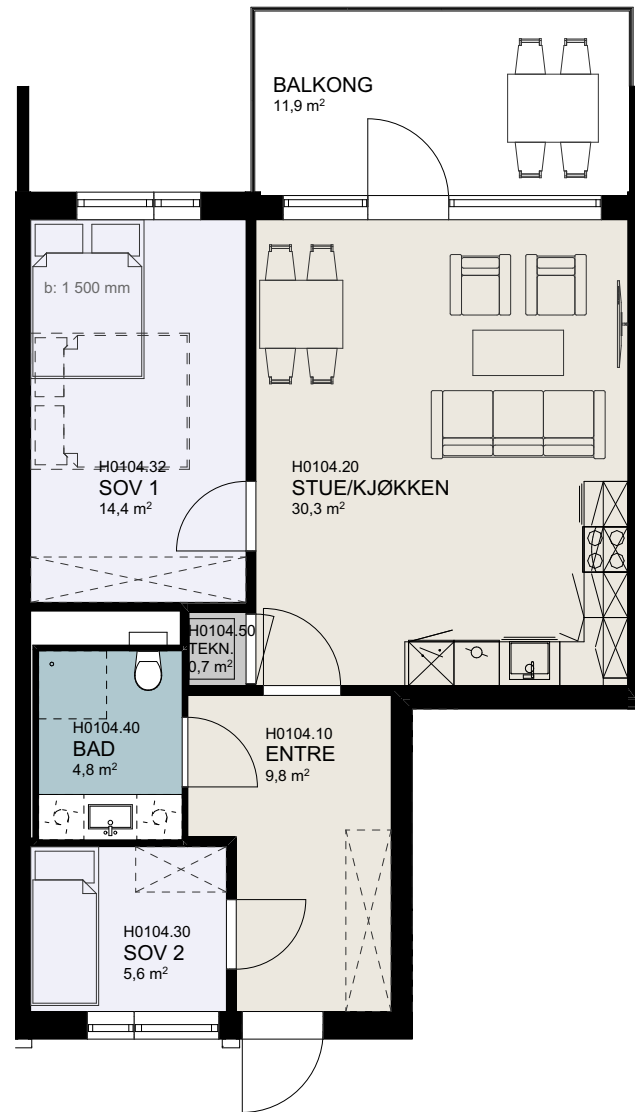 BALKONG
11,9 m²
b: 1 500 mm
H0104.32
SOV 1
14,4 m²
H0104.20
STUE/KJØKKEN
30,3 m²
H0104.50
TEKN.
0,7 m²
H0104.40
BAD
4,8 m²
H0104.10
ENTRE
9,8 m²
H0104.30
SOV 2
5,6 m²